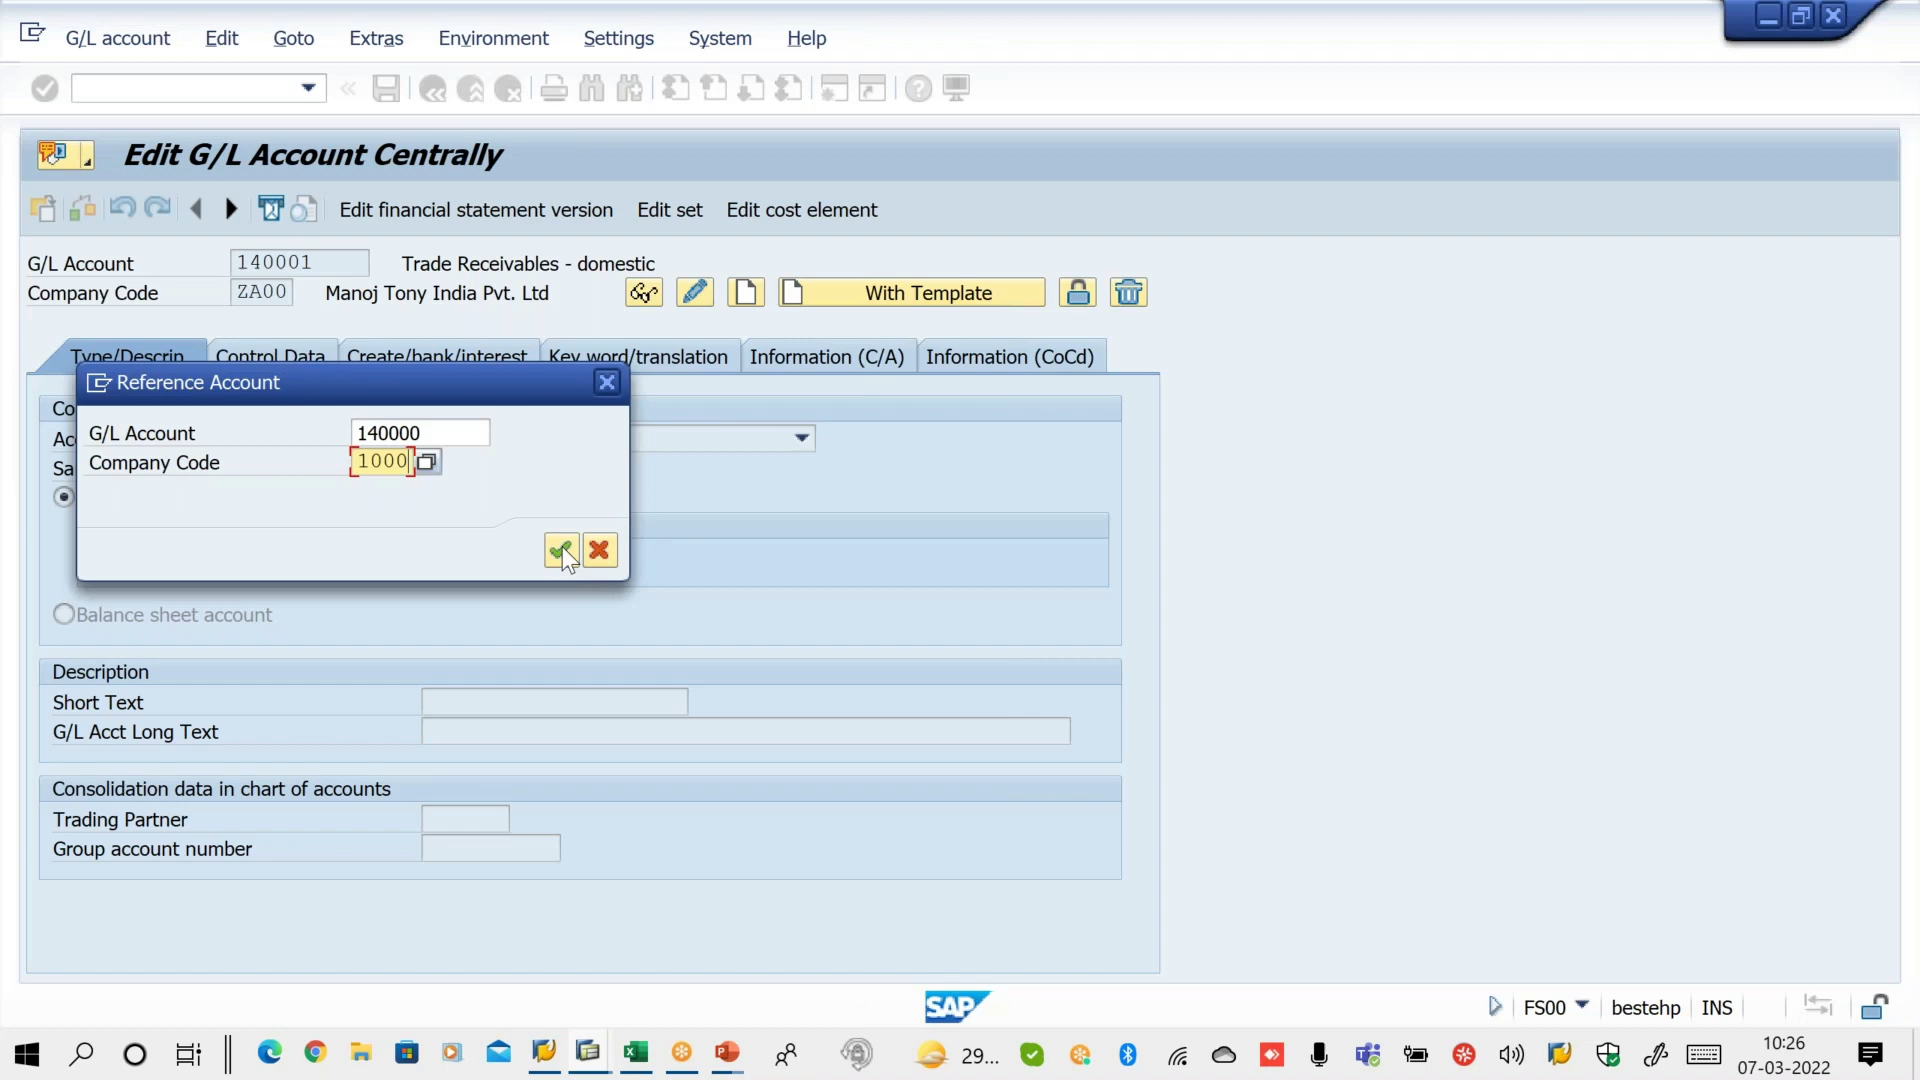 G/L account Edit Goto Extras Environment Settings System Help
Edit G/L Account Centrally
Edit financial statement version Edit set Edit cost element
G/L Account 140001 Trade Receivables - domestic
Company Code ZA00 Manoj Tony India Pvt. Ltd With Template
Type/Descrip Control Data Create/bank/interest Key word/translation Information (C/A) Information (CoCd)
Reference Account
Co
G/L Account 140000
Ac
Company Code 1000
Sa
Balance sheet account
Description
Short Text
G/L Acct Long Text
Consolidation data in chart of accounts
Trading Partner
Group account number
SAP
FS00 bestehp INS
29...
10:26
07-03-2022